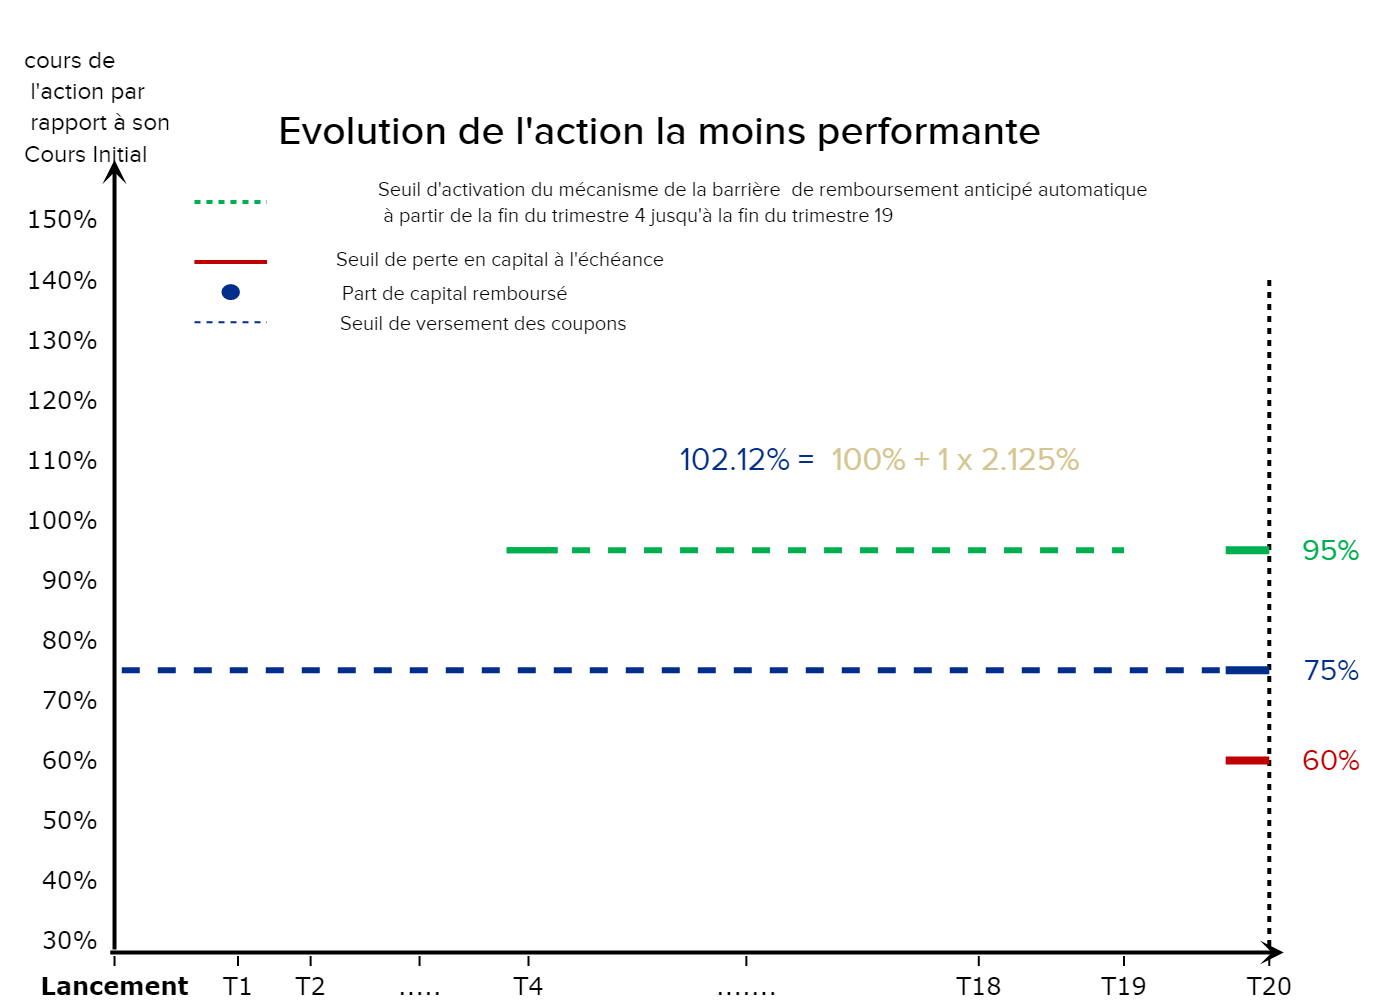 cours de
l'action par
rapport à son
Cours Initial
Evolution de l'action la moins performante
Seuil d'activation du mécanisme de la barrière  de remboursement anticipé automatique
à partir de la fin du trimestre 4 jusqu'à la fin du trimestre 19
Seuil de perte en capital à l'échéance
Part de capital remboursé
Seuil de versement des coupons
150%
140%
130%
120%
110%
102.12% = 100% + 1 x 2.125%
100%
95%
90%
80%
75%
70%
60%
60%
50%
40%
30%
Lancement T1 T2 ..... T4 ....... T18 T19 T20